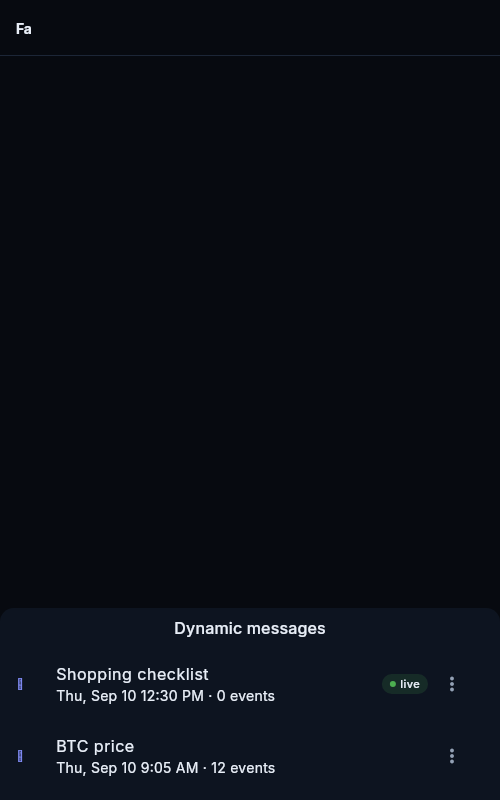 Fa
Dynamic messages
Shopping checklist
Thu, Sep 10 12:30 PM · 0 events
live
BTC price
Thu, Sep 10 9:05 AM · 12 events